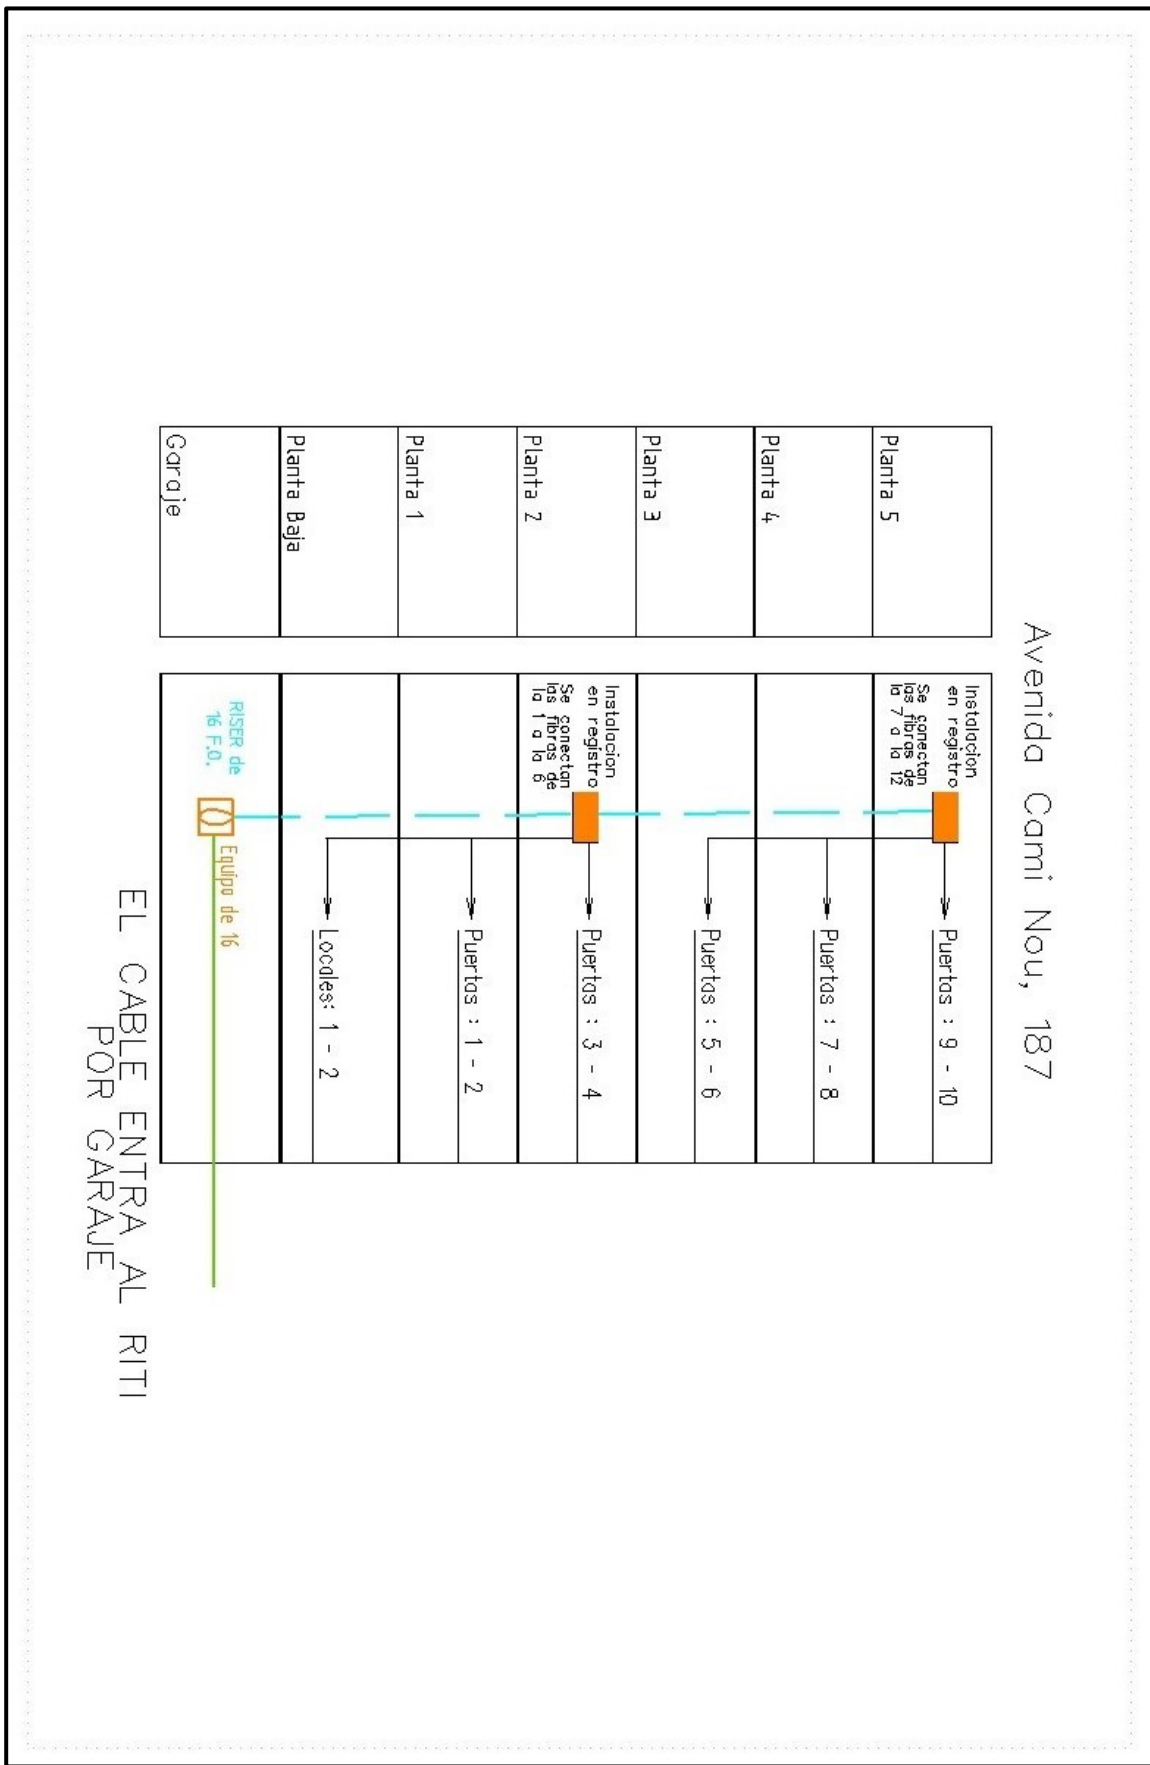 Avenida Cami Nou, 187
Planta 5
Instalacion
en registro
Se conectan
las fibras de
la 7 a la 12
Puertas : 9 - 10
Planta 4
Puertas : 7 - 8
Planta 3
Puertas : 5 - 6
Planta 2
Instalacion
en registro
Se conectan
las fibras de
la 1 a la 6
Puertas : 3 - 4
Planta 1
Puertas : 1 - 2
Planta Baja
Locales: 1 - 2
Garaje
RISER de
16 F.O.
Equipo de 16
EL CABLE ENTRA AL RITI
POR GARAJE